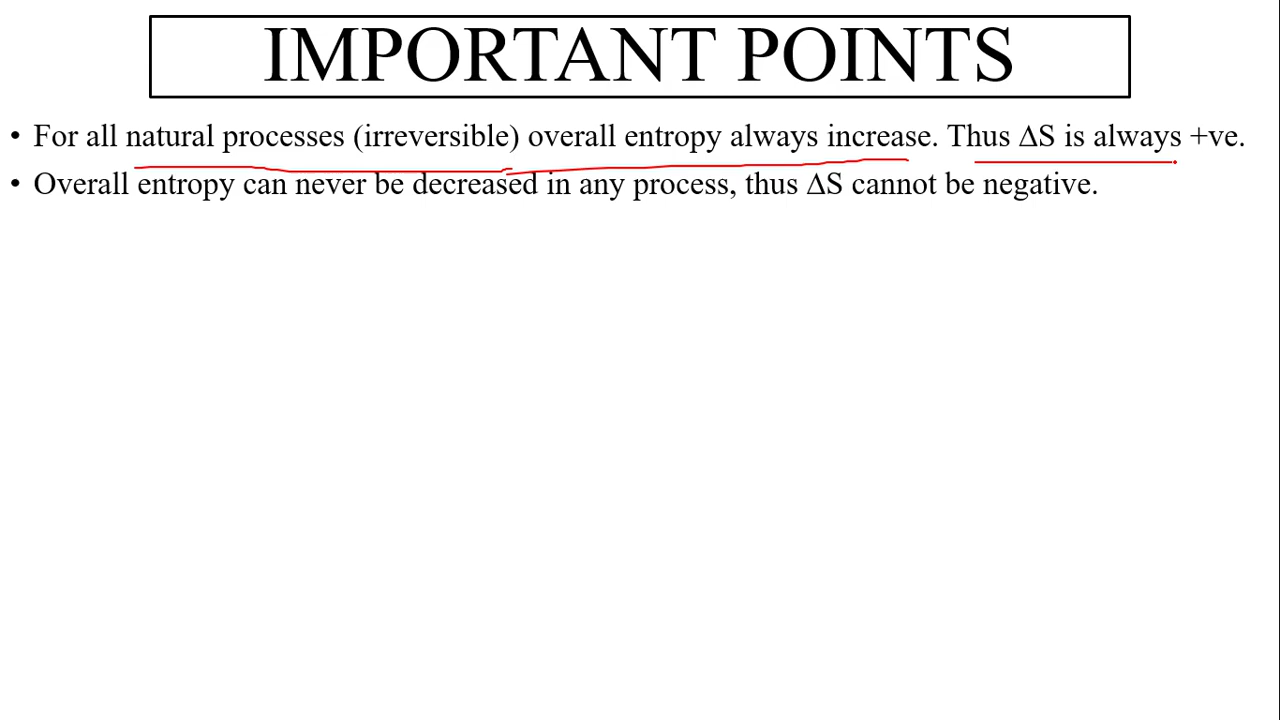 IMPORTANT POINTS
• For all natural processes (irreversible) overall entropy always increase. Thus ΔS is always +ve.
• Overall entropy can never be decreased in any process, thus ΔS cannot be negative.